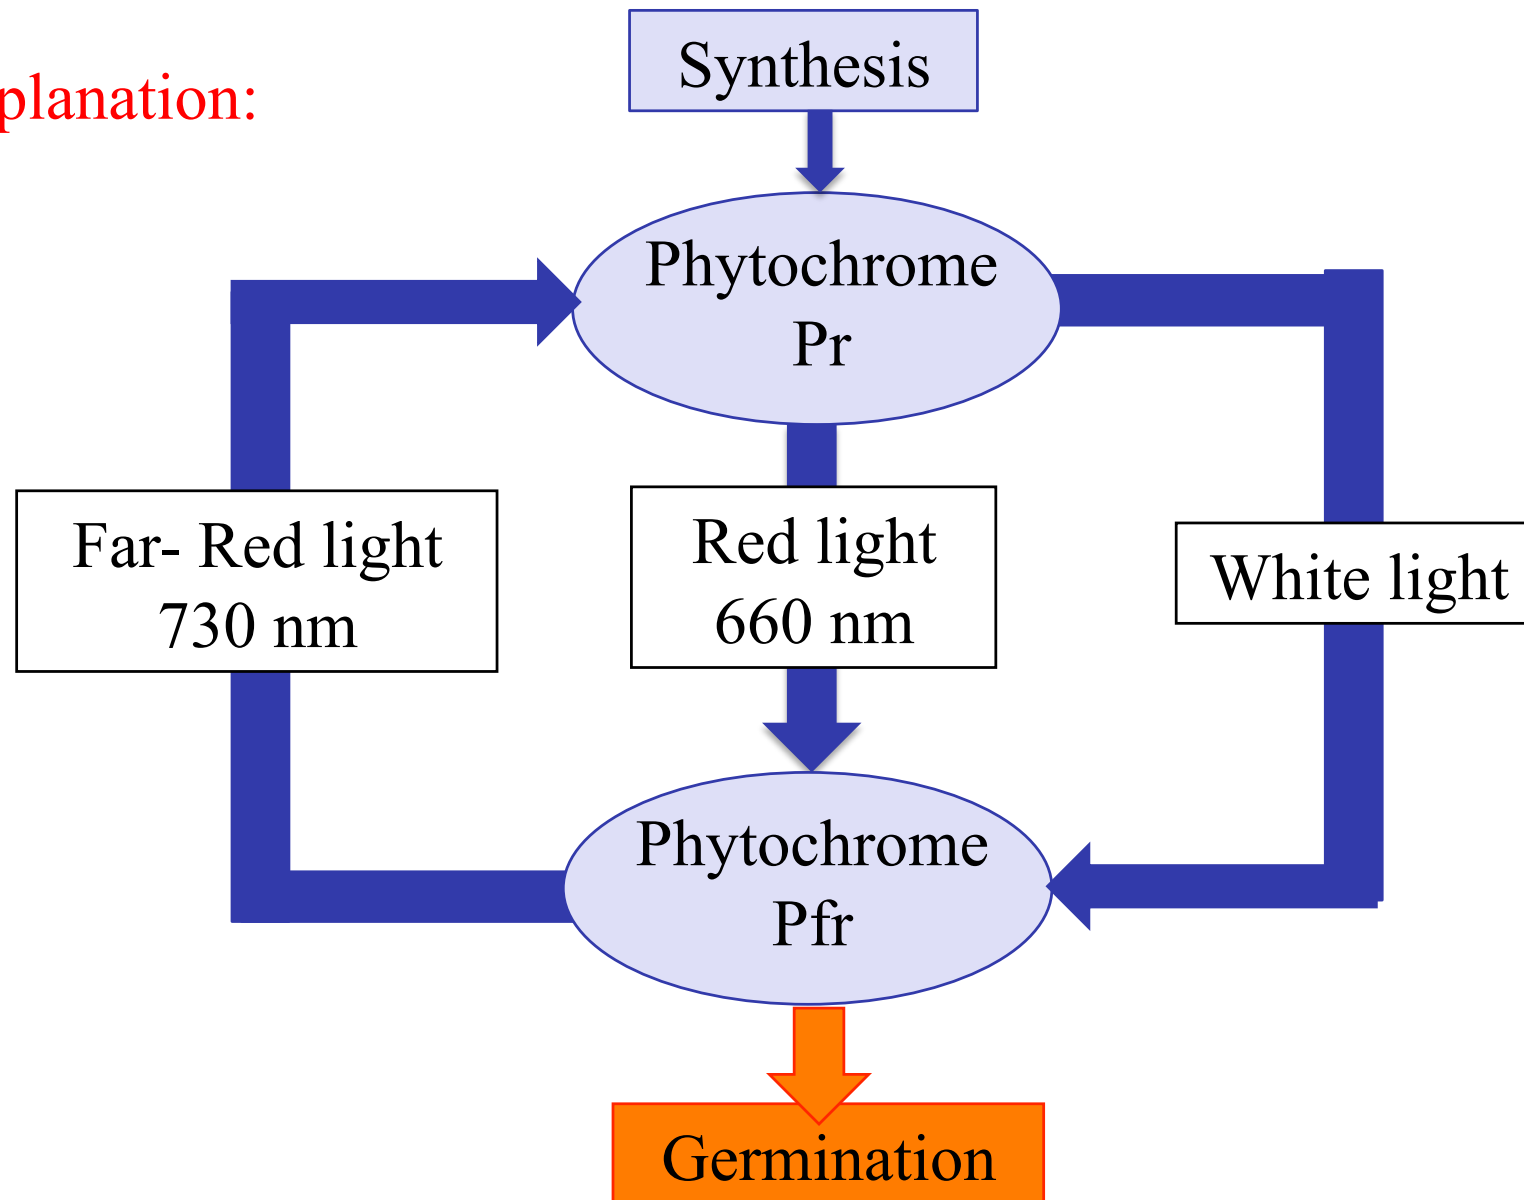 planation:
Synthesis
Phytochrome
Pr
Far- Red light
730 nm
Red light
660 nm
White light
Phytochrome
Pfr
Germination